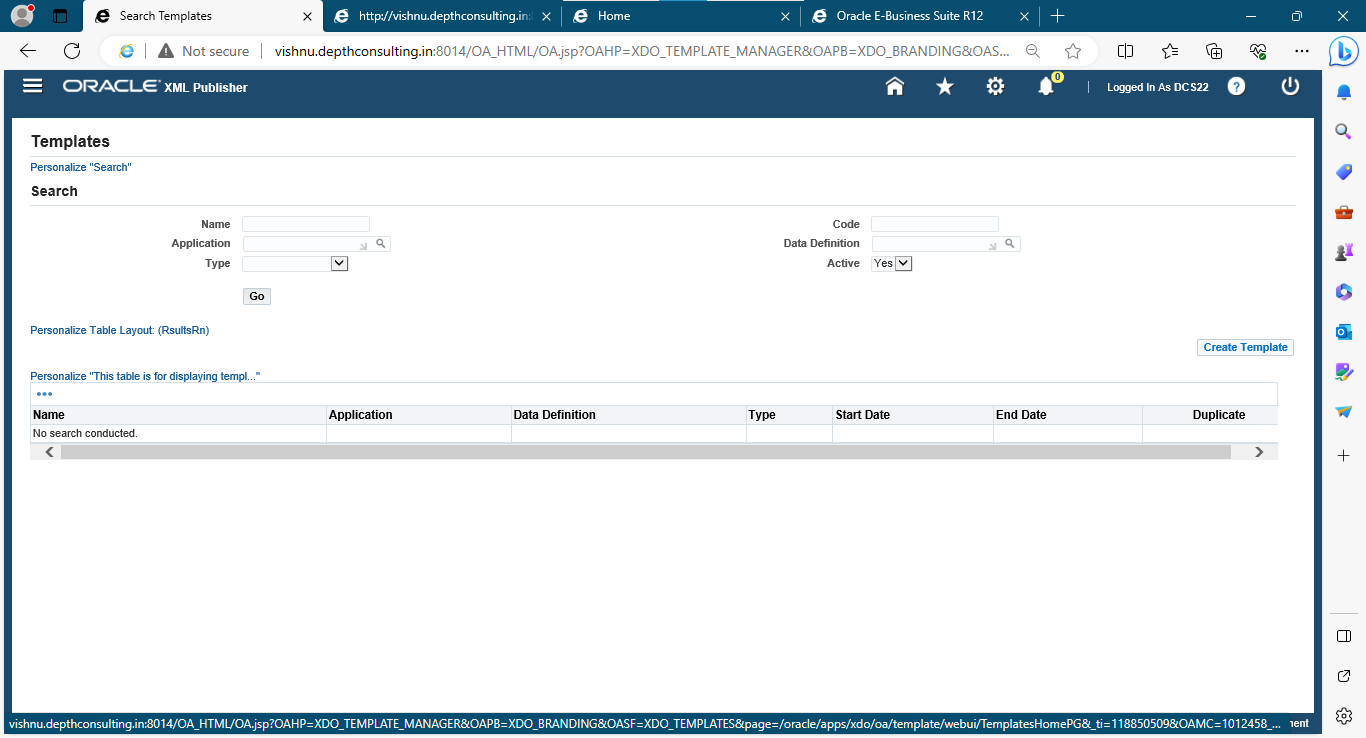 Search Templates
http://vishnu.depthconsulting.in:
Home
Oracle E-Business Suite R12
Not secure
vishnu.depthconsulting.in:8014/OA_HTML/OA.jsp?OAHP=XDO_TEMPLATE_MANAGER&OAPB=XDO_BRANDING&OAS...
ORACLE XML Publisher
0
Logged In As DCS22
?
Templates
Personalize "Search"
Search
Name
Code
Application
Data Definition
Type
Active Yes
Go
Personalize Table Layout: (RsultsRn)
Create Template
Personalize "This table is for displaying templ..."
Name Application Data Definition Type Start Date End Date Duplicate
No search conducted.
vishnu.depthconsulting.in:8014/OA_HTML/OA.jsp?OAHP=XDO_TEMPLATE_MANAGER&OAPB=XDO_BRANDING&OASF=XDO_TEMPLATES&page=/oracle/apps/xdo/oa/template/webui/TemplatesHomePG&_ti=118850509&OAMC=1012458_...